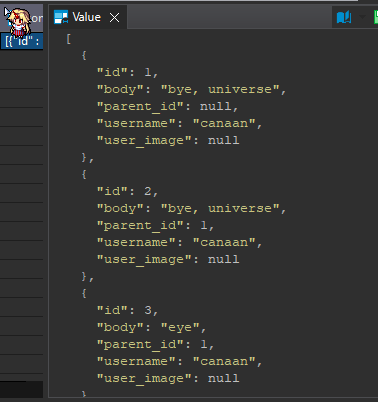 Value
on
[{"id":
[
{
"id": 1,
"body": "bye, universe",
"parent_id": null,
"username": "canaan",
"user_image": null
},
{
"id": 2,
"body": "bye, universe",
"parent_id": 1,
"username": "canaan",
"user_image": null
},
{
"id": 3,
"body": "eye",
"parent_id": 1,
"username": "canaan",
"user_image": null
}